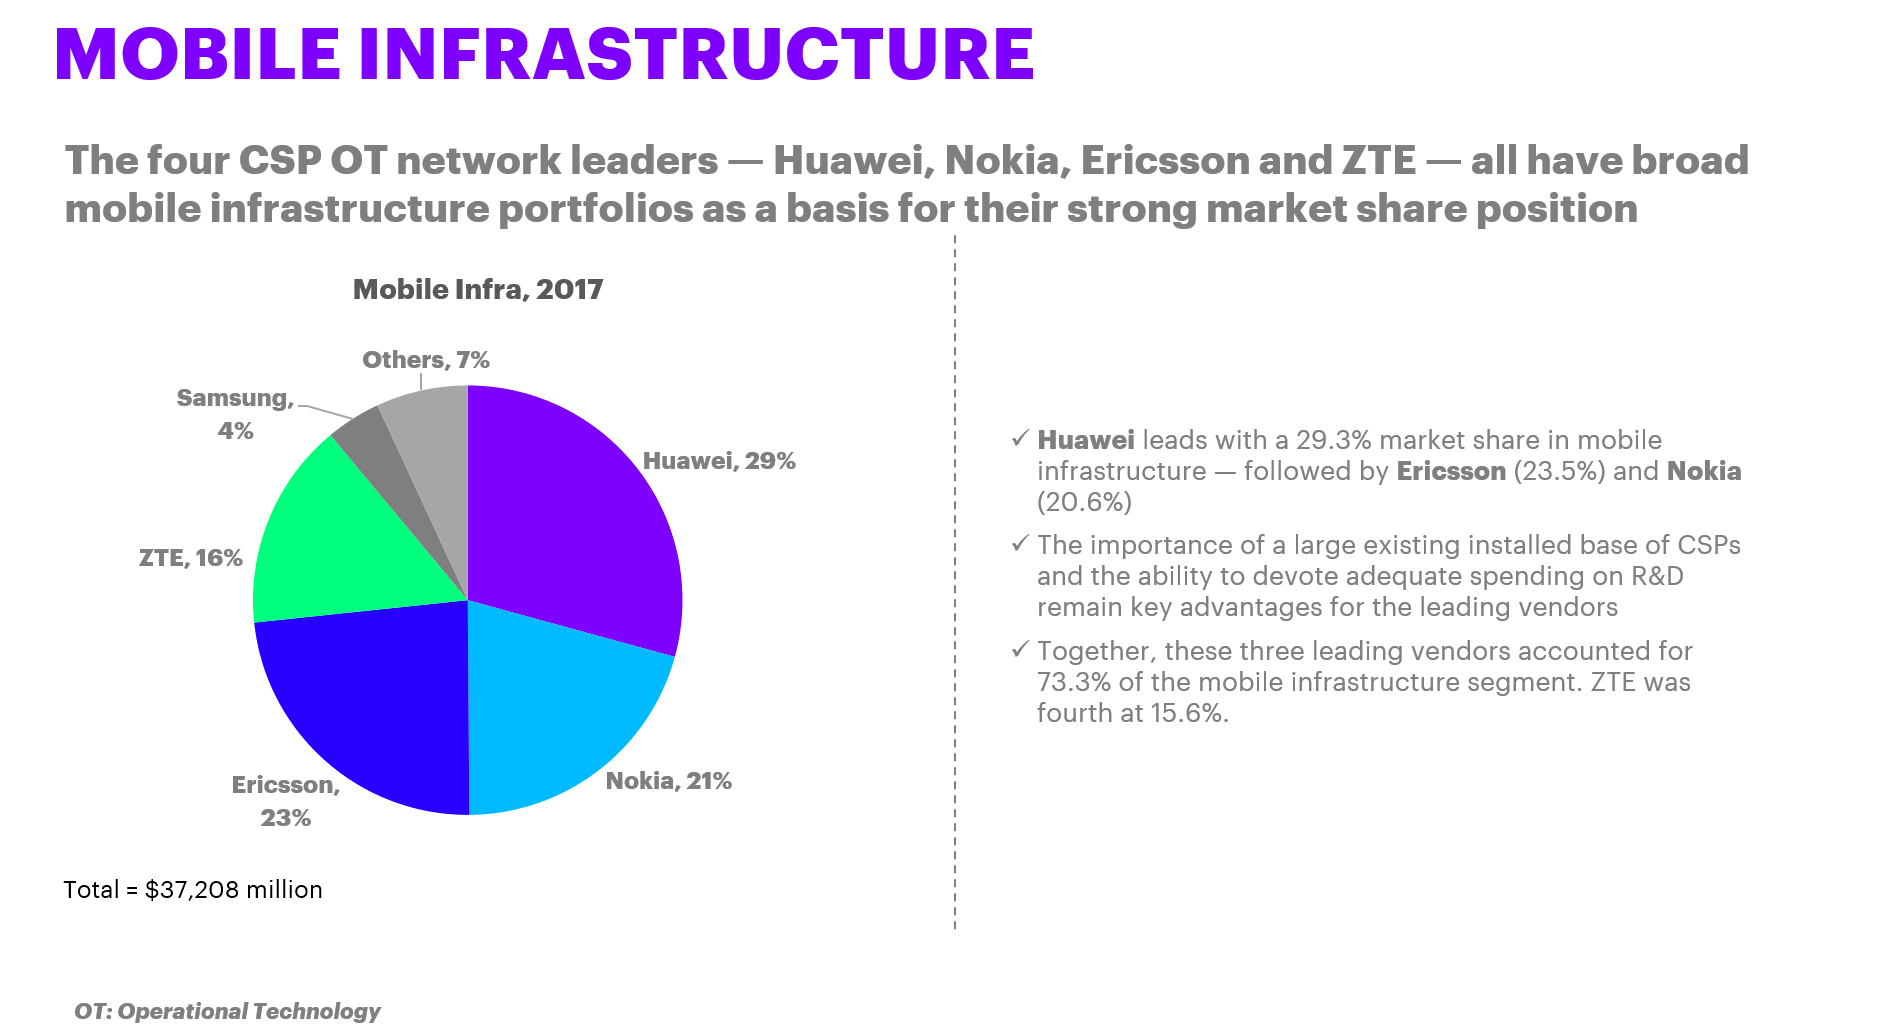 MOBILE INFRASTRUCTURE
The four CSP OT network leaders — Huawei, Nokia, Ericsson and ZTE — all have broad
mobile infrastructure portfolios as a basis for their strong market share position
Mobile Infra, 2017
Others, 7%
Samsung,
4%
Huawei, 29%
ZTE, 16%
Nokia, 21%
Ericsson,
23%
Total = $37,208 million
✓ Huawei leads with a 29.3% market share in mobile
infrastructure — followed by Ericsson (23.5%) and Nokia
(20.6%)
✓ The importance of a large existing installed base of CSPs
and the ability to devote adequate spending on R&D
remain key advantages for the leading vendors
✓ Together, these three leading vendors accounted for
73.3% of the mobile infrastructure segment. ZTE was
fourth at 15.6%.
OT: Operational Technology